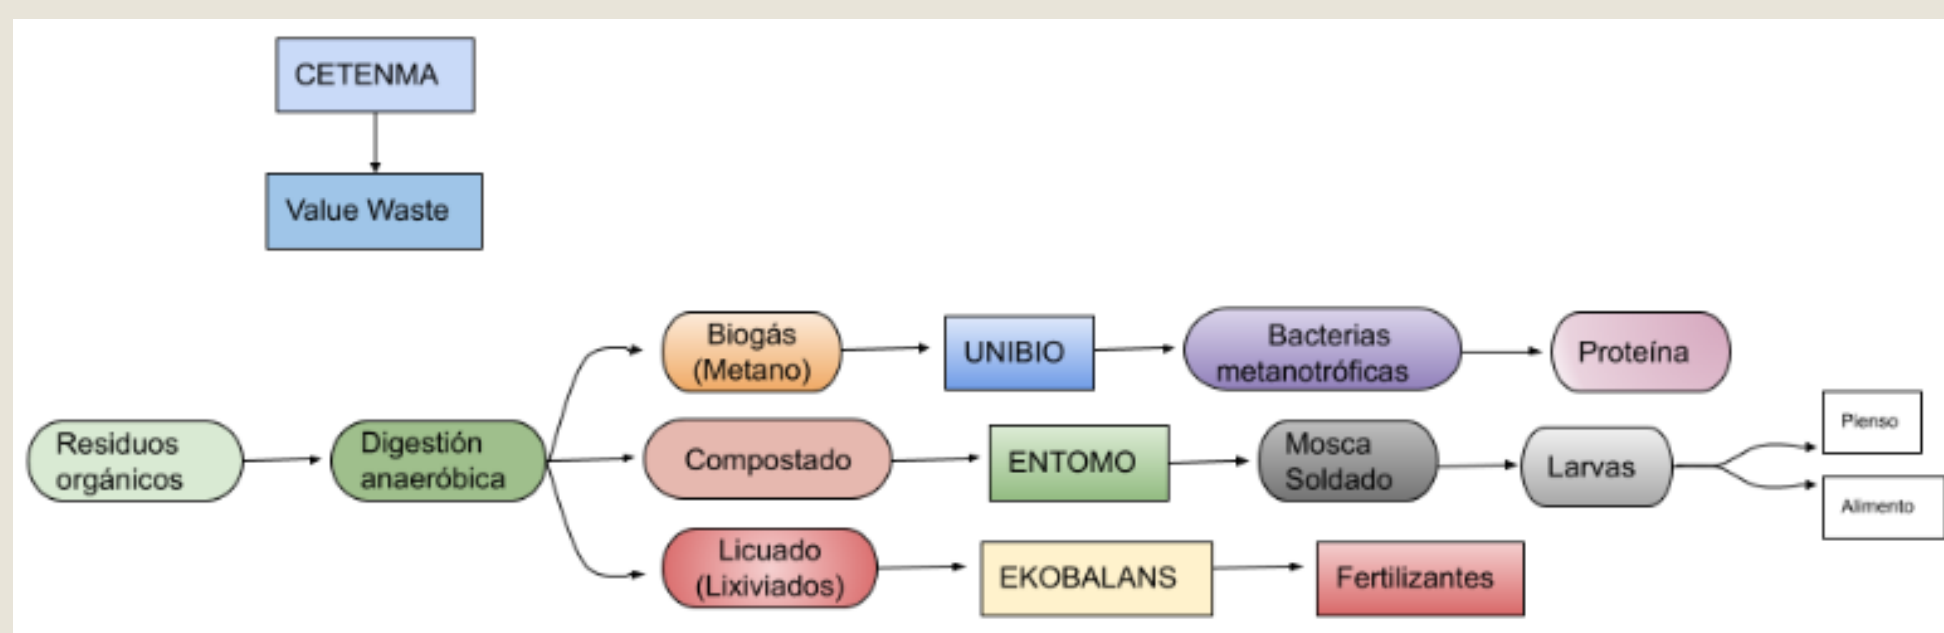 CETENMA
Value Waste
Biogás
(Metano)
UNIBIO
Bacterias
metanotróficas
Proteína
Residuos
orgánicos
Digestión
anaeróbica
Compostado
ENTOMO
Mosca
Soldado
Larvas
Pienso
Alimento
Licuado
(Lixiviados)
EKOBALANS
Fertilizantes